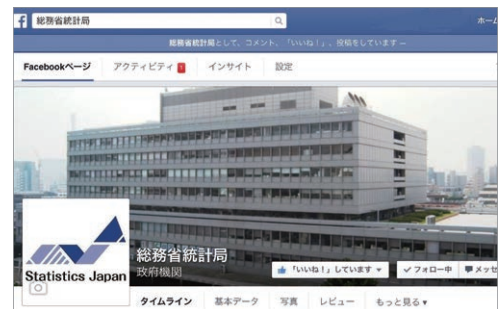 総務省統計局
ホーム
総務省統計局として、コメント、「いいね！」、投稿をしています –
Facebookページ アクティビティ 1 インサイト 設定
Statistics Japan
総務省統計局
政府機関
「いいね！」しています フォロー中 メッセ
タイムライン 基本データ 写真 レビュー もっと見る